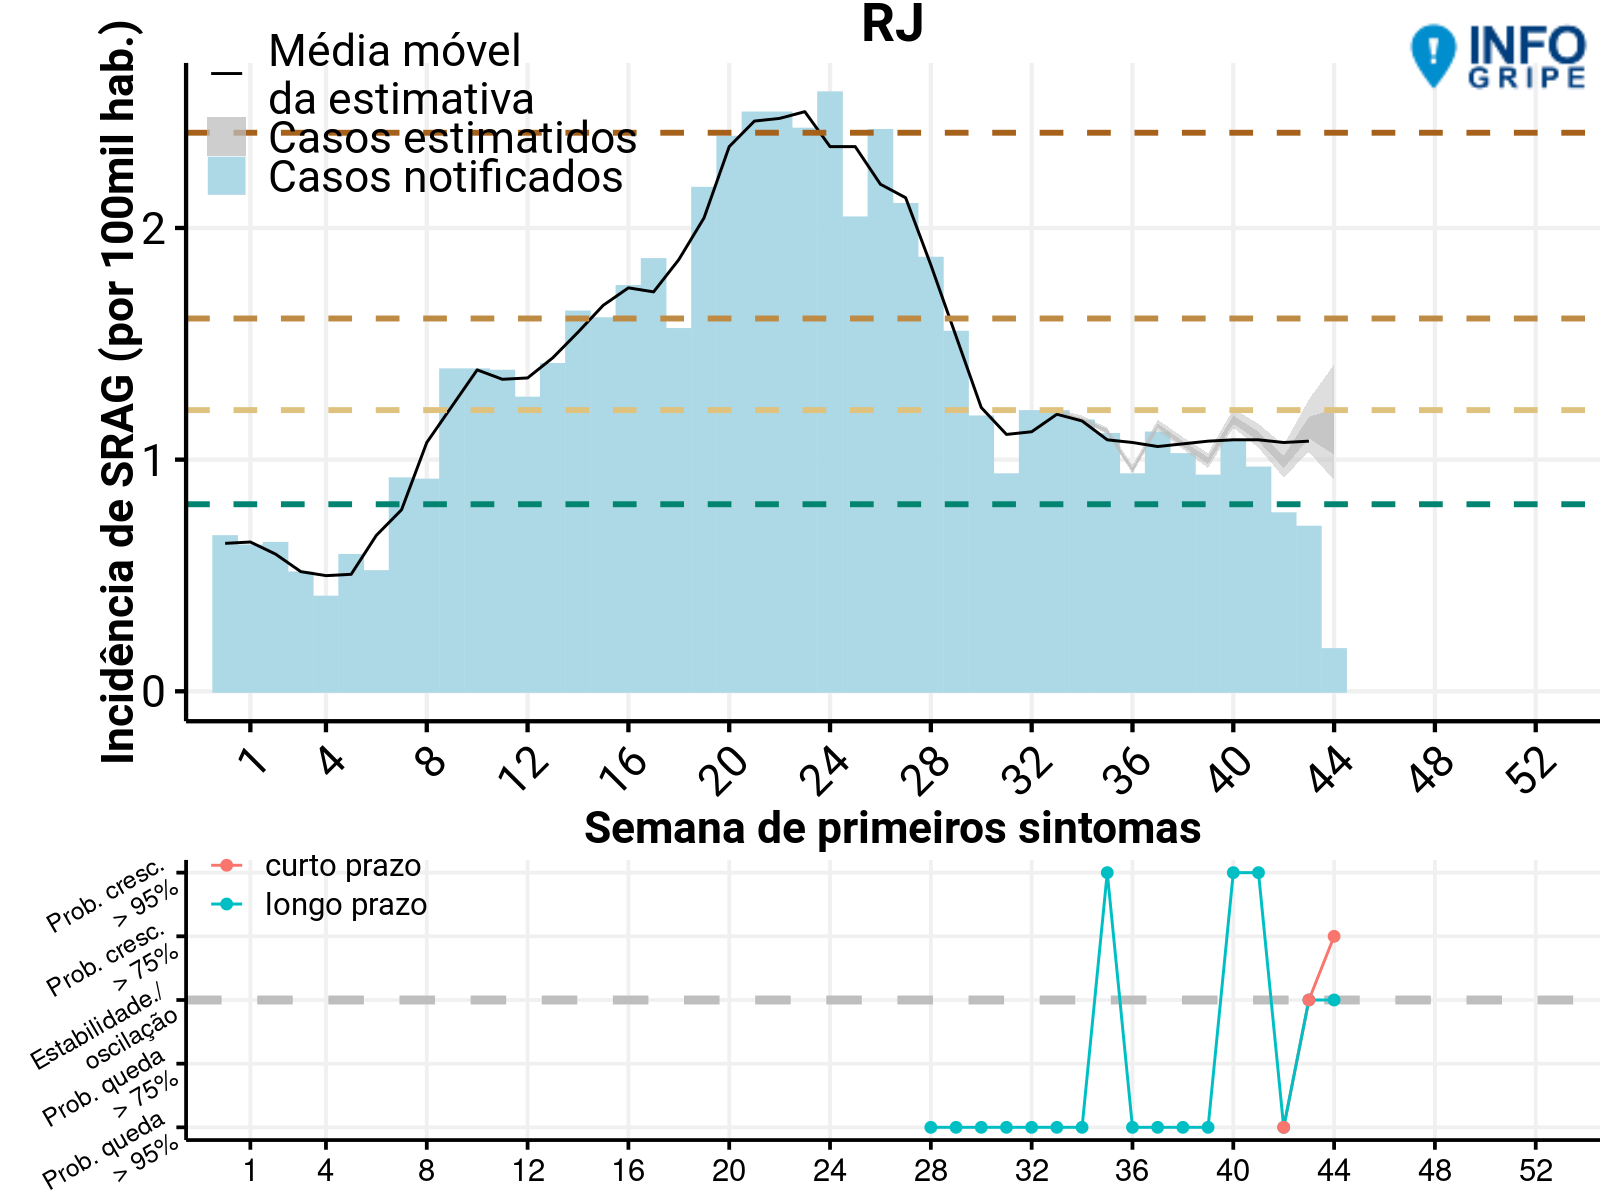 RJ
INFO
GRIPE
Média móvel
da estimativa
Casos estimatidos
Casos notificados
Incidência de SRAG (por 100mil hab.)
2
1
0
1 4 8 12 16 20 24 28 32 36 40 44 48 52
Semana de primeiros sintomas
curto prazo
longo prazo
Prob. cresc.
> 95%
Prob. cresc.
> 75%
Estabilidade./
oscilação
Prob. queda
> 75%
Prob. queda
> 95%
1 4 8 12 16 20 24 28 32 36 40 44 48 52